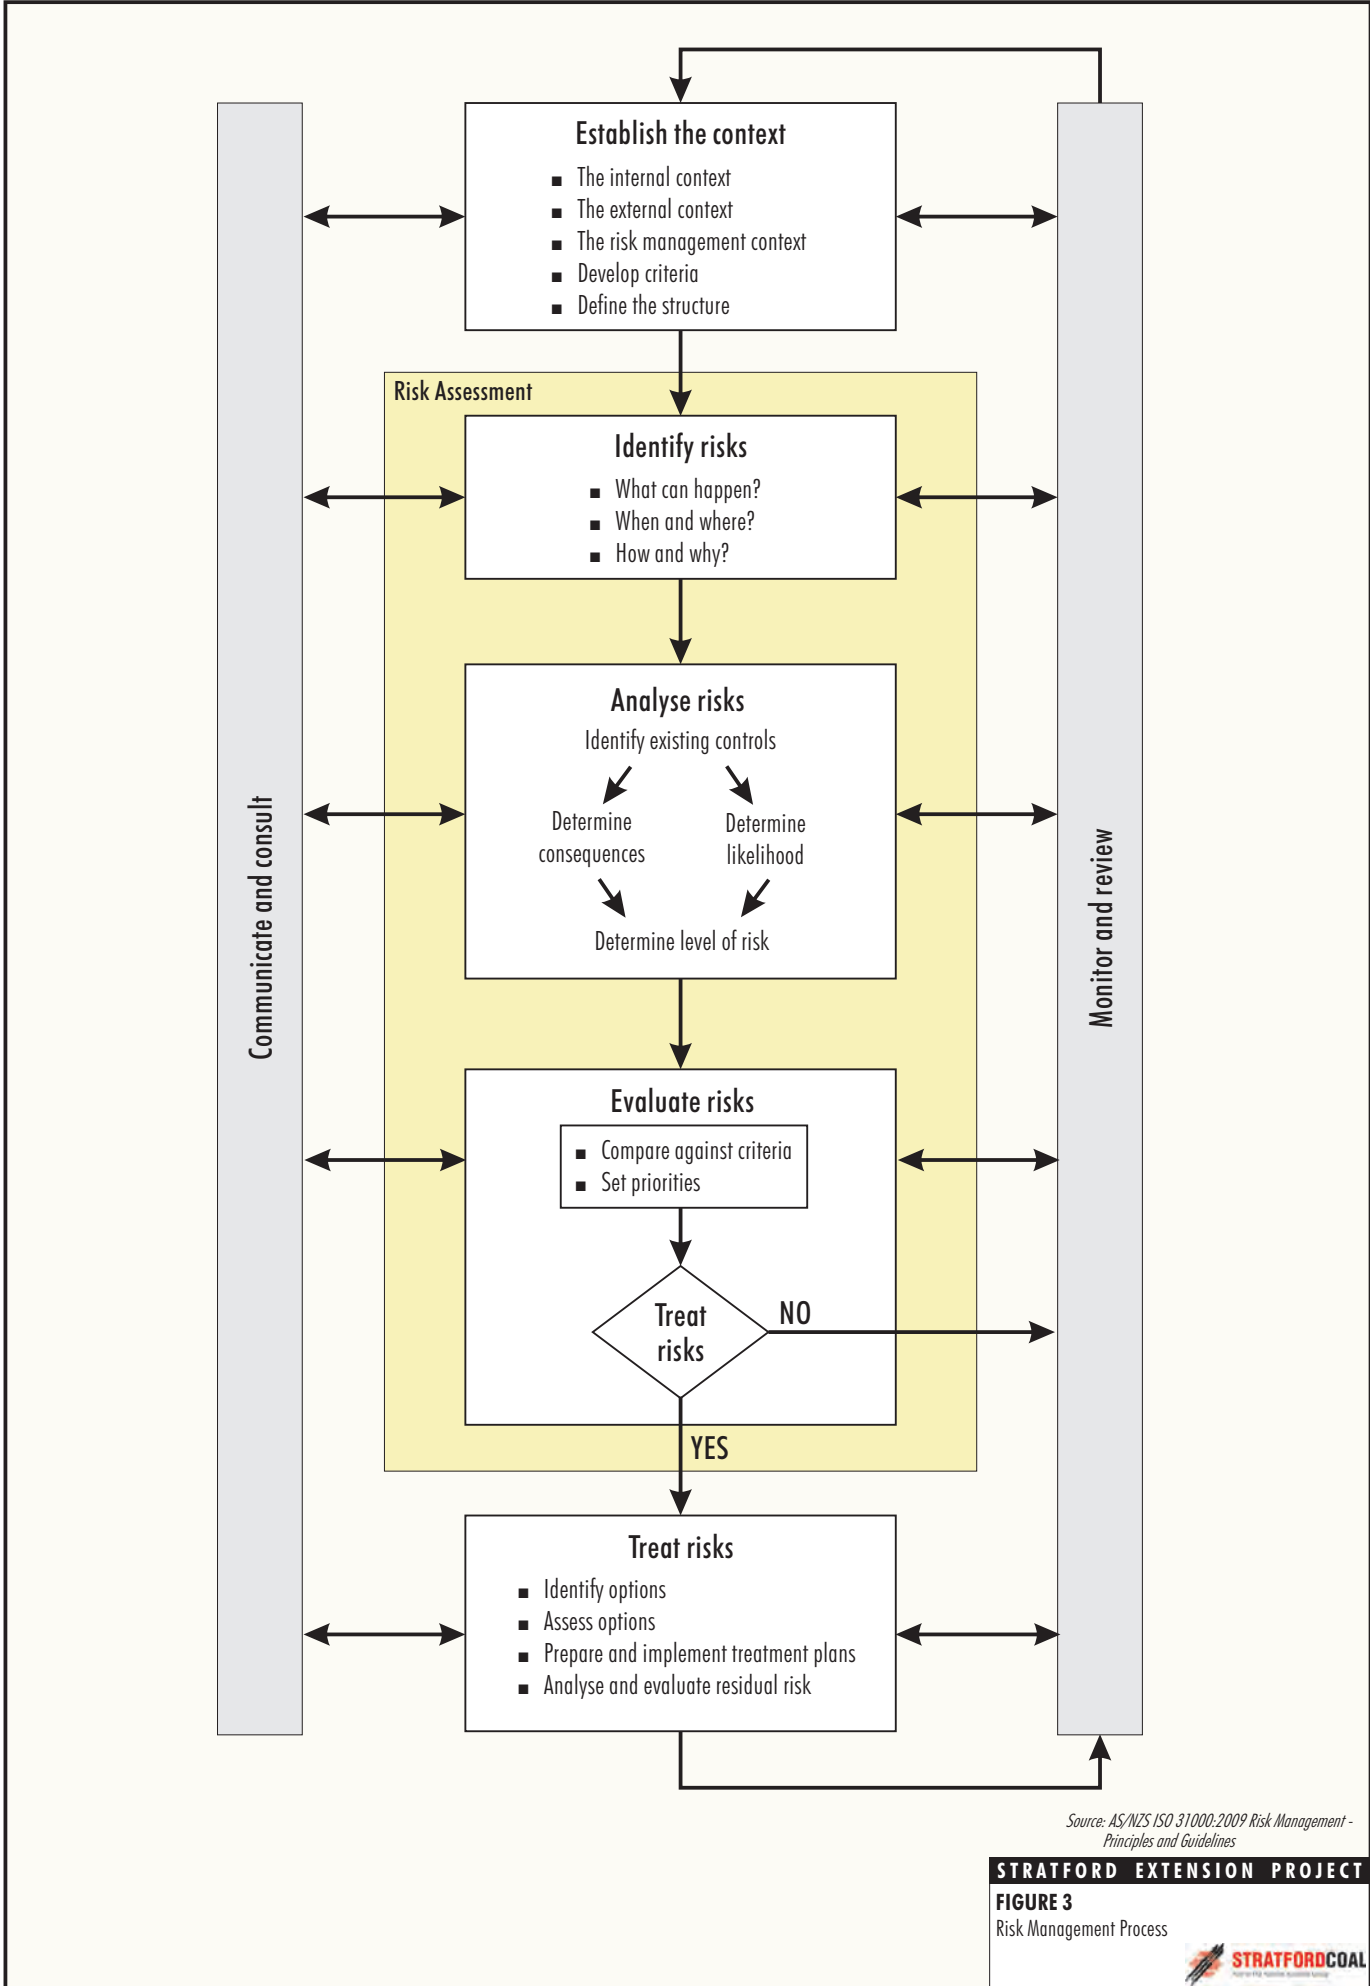 Establish the context
■ The internal context
■ The external context
■ The risk management context
■ Develop criteria
■ Define the structure
Risk Assessment
Identify risks
■ What can happen?
■ When and where?
■ How and why?
Analyse risks
Identify existing controls
Determine
consequences
Determine
likelihood
Determine level of risk
Communicate and consult
Monitor and review
Evaluate risks
■ Compare against criteria
■ Set priorities
Treat
risks
NO
YES
Treat risks
■ Identify options
■ Assess options
■ Prepare and implement treatment plans
■ Analyse and evaluate residual risk
Source: AS/NZS ISO 31000:2009 Risk Management -
Principles and Guidelines
STRATFORD EXTENSION PROJECT
FIGURE 3
Risk Management Process
STRATFORDCOAL